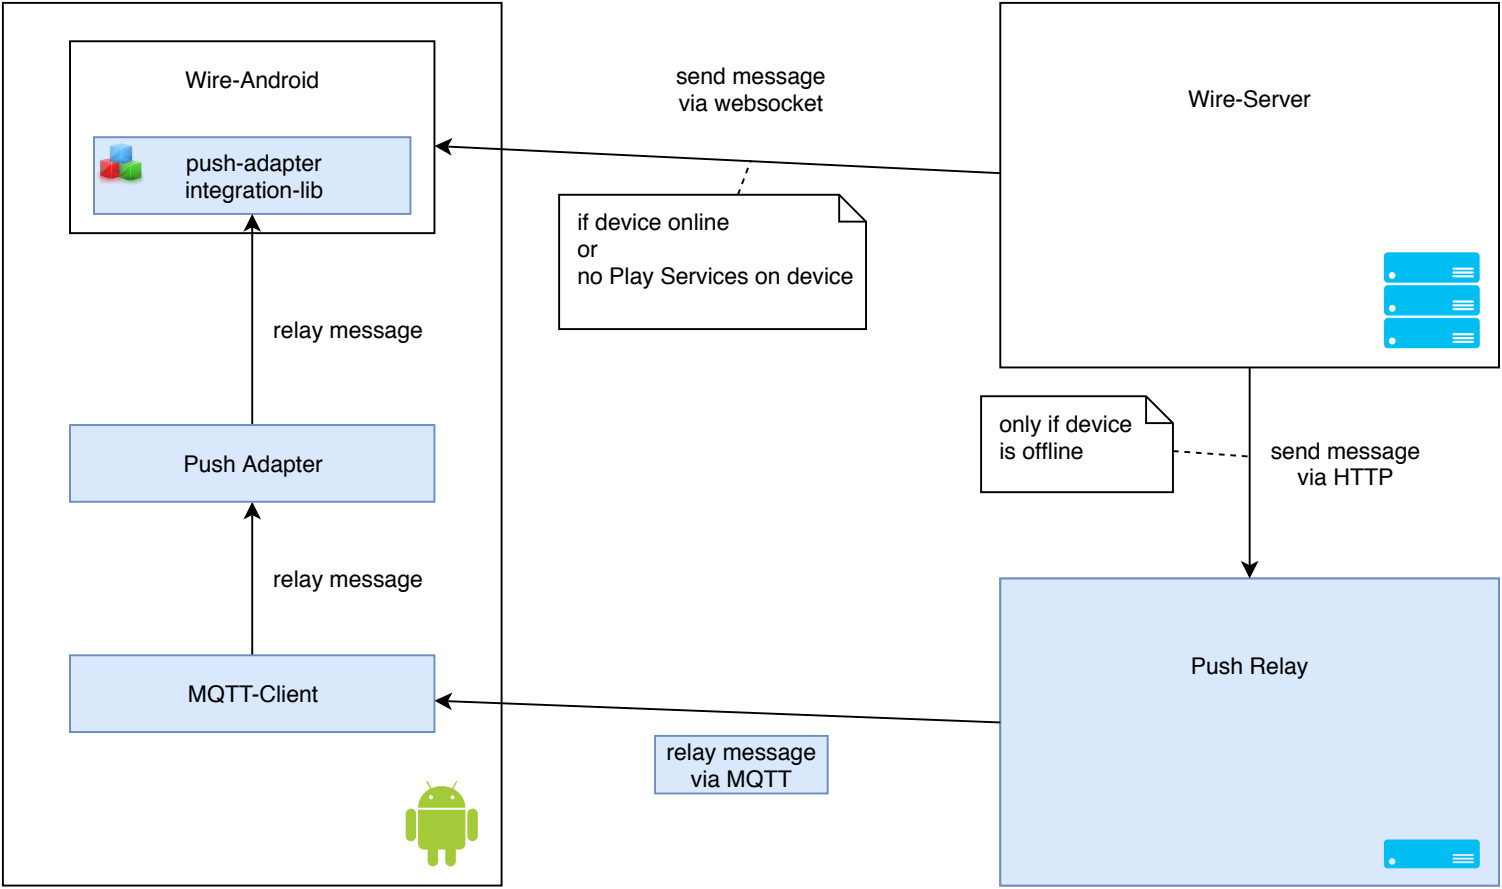 Wire-Android
push-adapter
integration-lib
send message
via websocket
Wire-Server
if device online
or
no Play Services on device
relay message
only if device
is offline
send message
via HTTP
Push Adapter
relay message
MQTT-Client
relay message
via MQTT
Push Relay